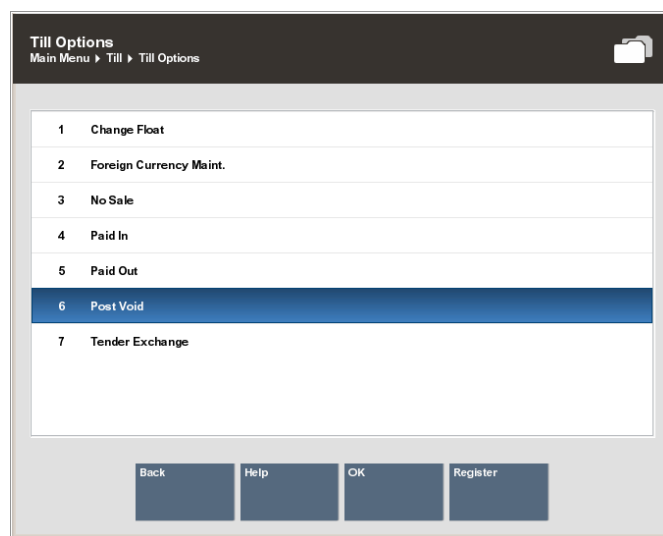 Till Options
Main Menu ▸ Till ▸ Till Options
1 Change Float
2 Foreign Currency Maint.
3 No Sale
4 Paid In
5 Paid Out
6 Post Void
7 Tender Exchange
Back Help OK Register